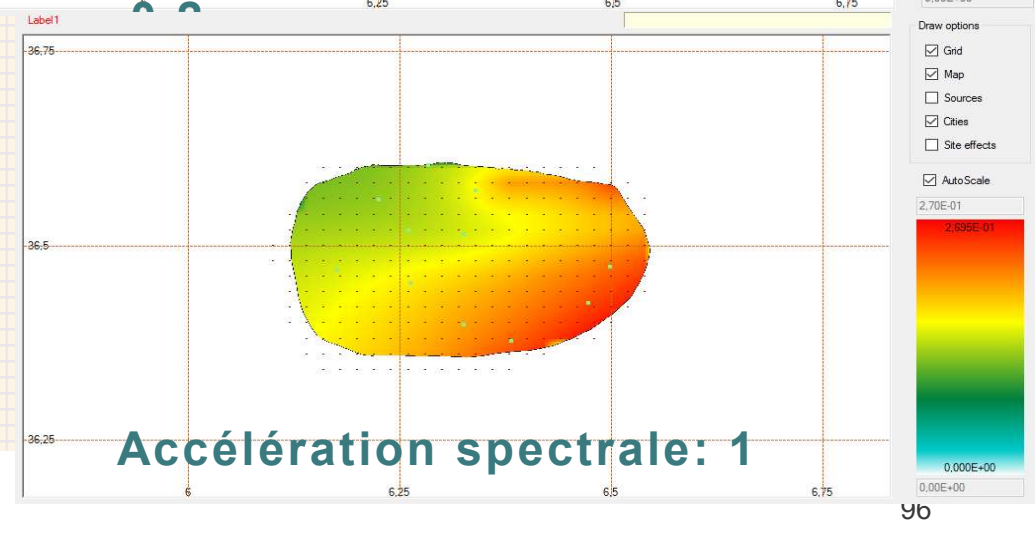 6,25 6,5 6,75
Label1
36,75
36,5
36,25
6 6,25 6,5 6,75
Accélération spectrale: 1
Draw options
Grid
Map
Sources
Cities
Site effects
AutoScale
2,70E-01
2,695E-01
0,000E+00
0,00E+00
96